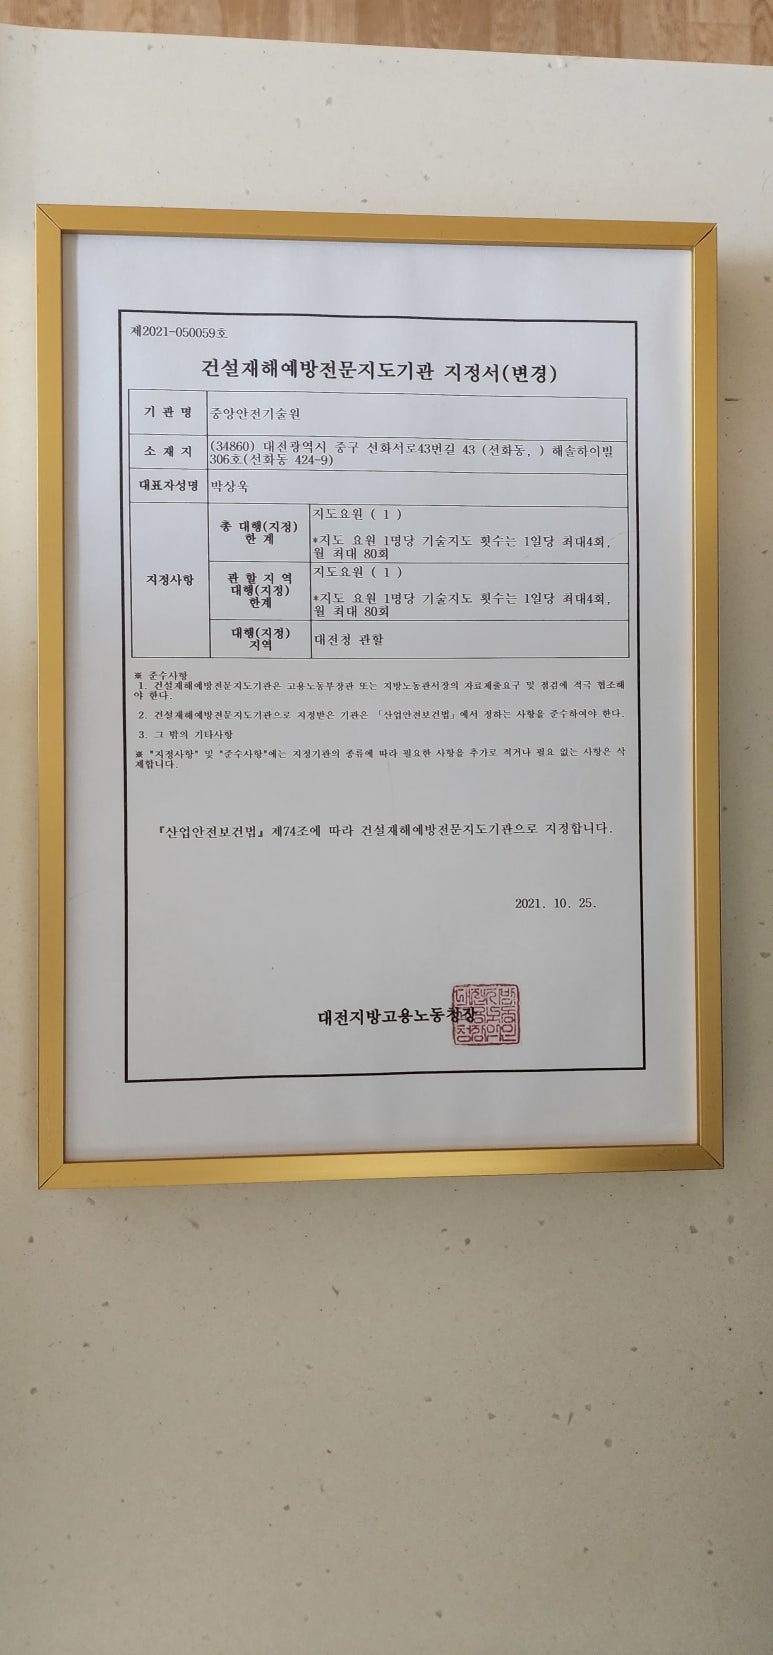 제2021-050059호
건설재해예방전문지도기관 지정서(변경)
기 관 명
중앙안전기술원
소 재 지
(34860) 대전광역시 중구 선화서로43번길 43 (선화동, ) 해솔하이빌
306호(선화동 424-9)
대표자성명
박상욱
지정사항
총 대행(지정)
한 계
지도요원 ( 1 )
*지도 요원 1명당 기술지도 횟수는 1일당 최대4회,
월 최대 80회
관 할 지 역
대행(지정)
한계
지도요원 ( 1 )
*지도 요원 1명당 기술지도 횟수는 1일당 최대4회,
월 최대 80회
대행(지정)
지역
대전청 관할
※ 준수사항
1. 건설재해예방전문지도기관은 고용노동부장관 또는 지방노동관서장의 자료제출요구 및 점검에 적극 협조해
야 한다.
2. 건설재해예방전문지도기관으로 지정받은 기관은 「산업안전보건법」에서 정하는 사항을 준수하여야 한다.
3. 그 밖의 기타사항
※ "지정사항" 및 "준수사항"에는 지정기관의 종류에 따라 필요한 사항을 추가로 적거나 필요 없는 사항은 삭
제합니다.
『산업안전보건법』 제74조에 따라 건설재해예방전문지도기관으로 지정합니다.
2021. 10. 25.
대전지방고용노동청장